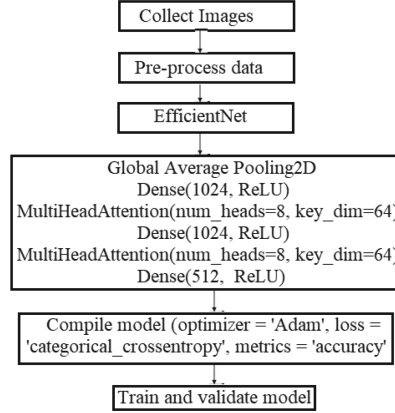 Collect Images
Pre-process data
EfficientNet
Global Average Pooling2D
Dense(1024, ReLU)
MultiHeadAttention(num_heads=8, key_dim=64)
Dense(1024, ReLU)
MultiHeadAttention(num_heads=8, key_dim=64)
Dense(512, ReLU)
Compile model (optimizer = 'Adam', loss =
'categorical_crossentropy', metrics = 'accuracy'
Train and validate model